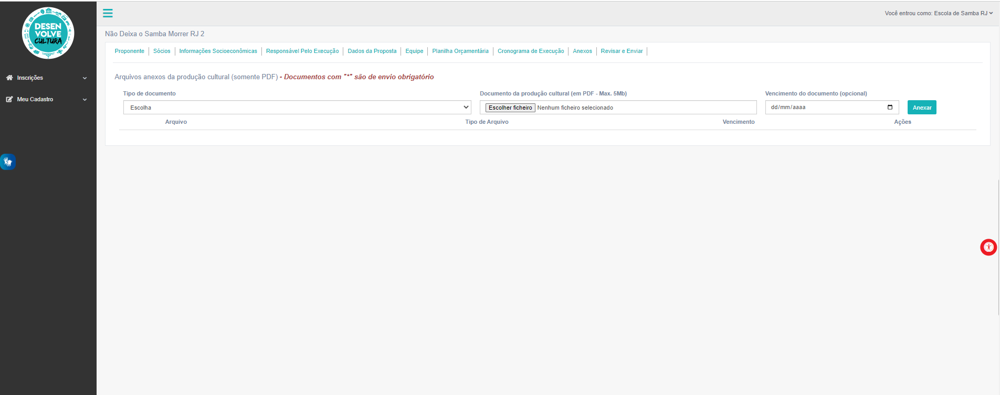 DESEN
VOLVE
CULTURA
Você entrou como: Escola de Samba RJ
Inscrições
Meu Cadastro
Não Deixa o Samba Morrer RJ 2
Proponente Sócios Informações Socioeconômicas Responsável Pelo Execução Dados da Proposta Equipe Planilha Orçamentária Cronograma de Execução Anexos Revisar e Enviar
Arquivos anexos da produção cultural (somente PDF) - Documentos com "*" são de envio obrigatório
Tipo de documento Documento da produção cultural (em PDF - Max. 5Mb) Vencimento do documento (opcional)
Escolha Escolher ficheiro Nenhum ficheiro selecionado dd/mm/aaaa Anexar
Arquivo Tipo de Arquivo Vencimento Ações